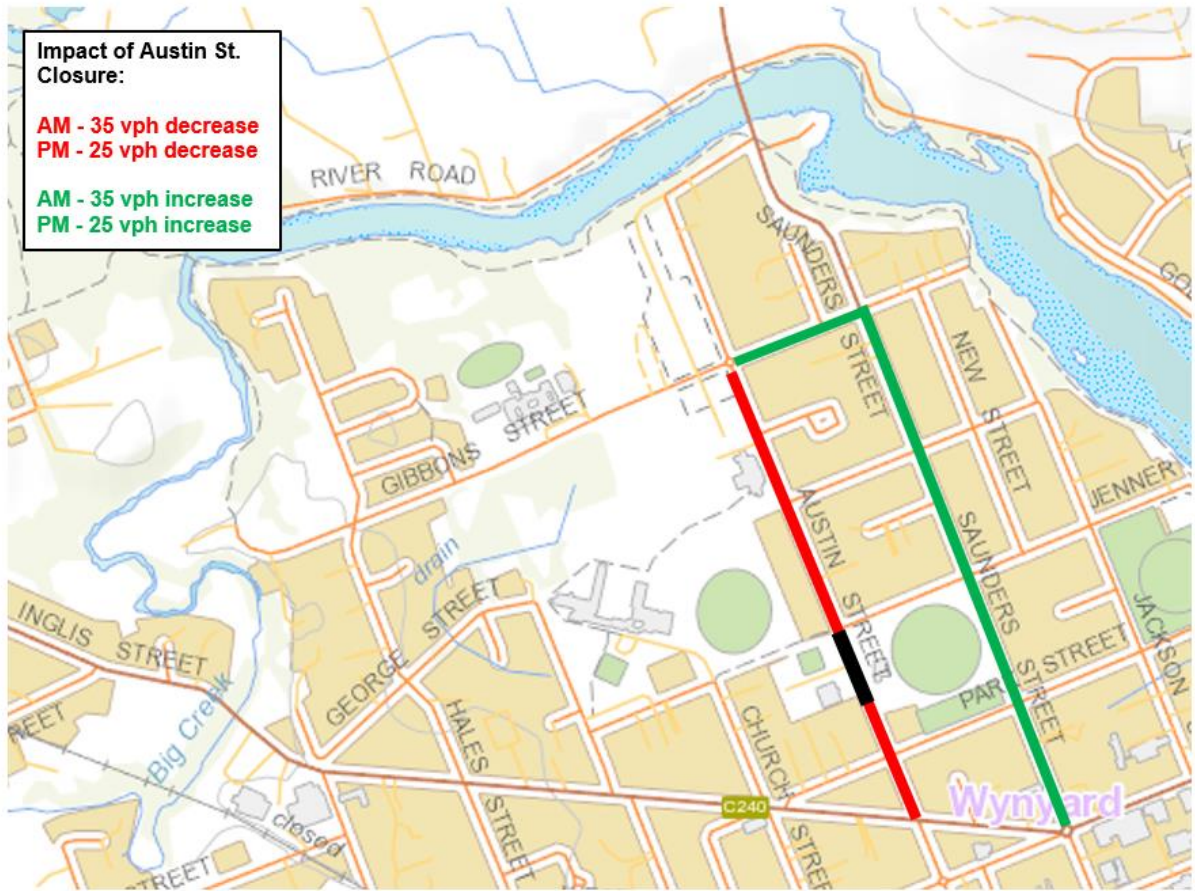 Impact of Austin St.
Closure:
AM - 35 vph decrease
PM - 25 vph decrease
AM - 35 vph increase
PM - 25 vph increase
RIVER ROAD
SAUNDERS
STREET
NEW
STREET
GIBBONS STREET
JENNER
AUSTIN
STREET
SAUNDERS
STREET
drain
INGLIS STREET
GEORGE STREET
JACKSON
STREET
PAR
Big Creek
HALES
STREET
CHURCH
C240
Wynyard
closed
STREET